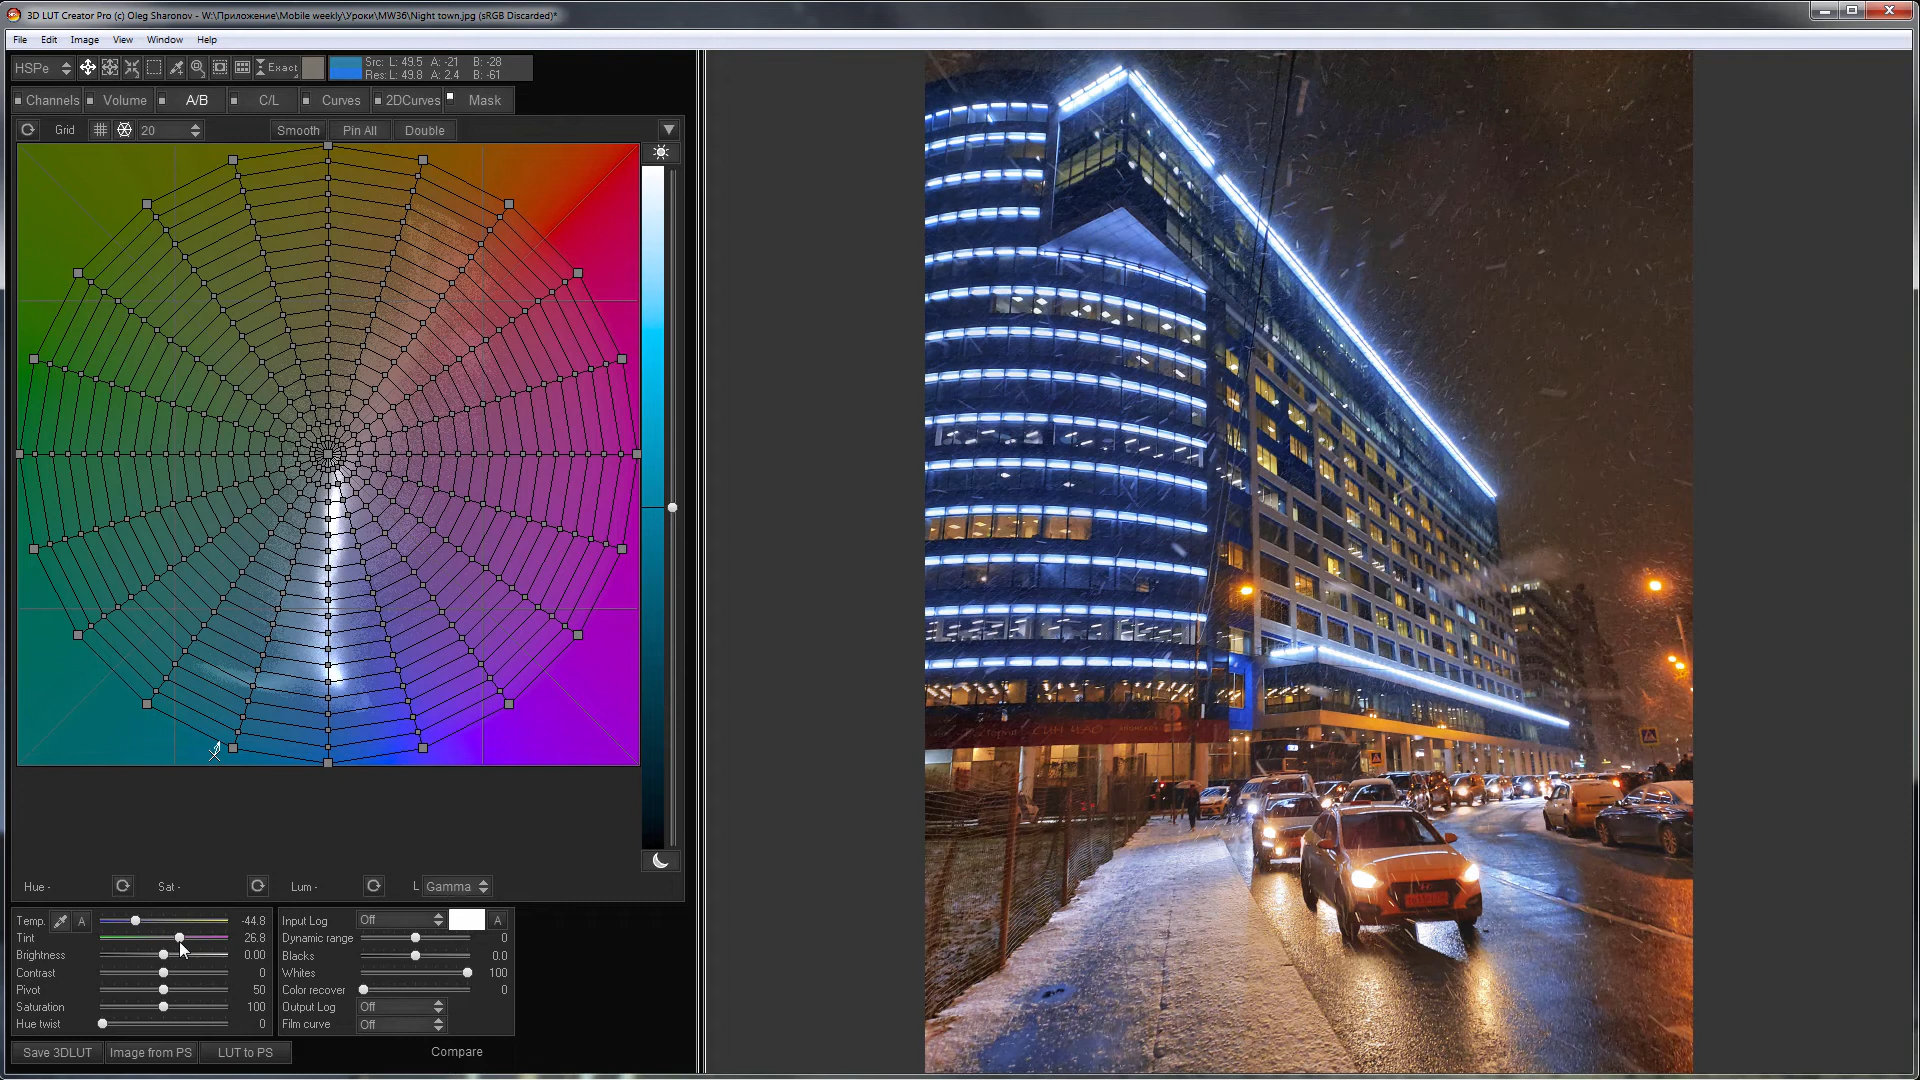 3D LUT Creator Pro (c) Oleg Sharonov - W:\Приложение\Mobile weekly\Уроки\MW36\Night town.jpg (sRGB Discarded)*
File Edit Image View Window Help
HSPe Exact Src: L: 49.5 A: -21 B: -28
Res: L: 49.8 A: 2.4 B: -61
Channels Volume A/B C/L Curves 2DCurves Mask
Grid 20 Smooth Pin All Double
Hue - Sat - Lum - L Gamma
Temp. A -44.8
Tint 26.8
Brightness 0.00
Contrast 0
Pivot 50
Saturation 100
Hue twist 0
Input Log Off A
Dynamic range 0
Blacks 0.0
Whites 100
Color recover 0
Output Log Off
Film curve Off
Save 3DLUT Image from PS LUT to PS Compare
СИН ЦАО